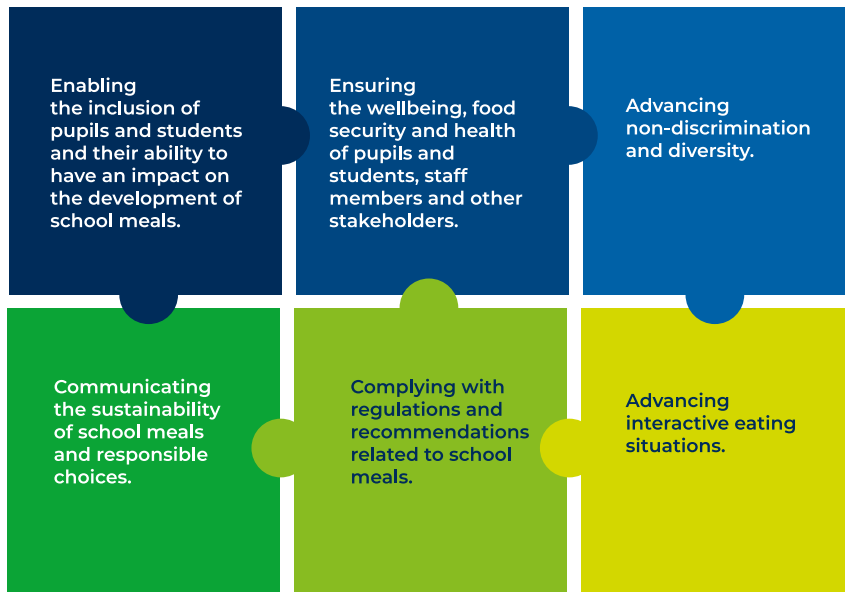 Enabling
the inclusion of
pupils and students
and their ability to
have an impact on
the development of
school meals.
Ensuring
the wellbeing, food
security and health
of pupils and
students, staff
members and other
stakeholders.
Advancing
non-discrimination
and diversity.
Communicating
the sustainability
of school meals
and responsible
choices.
Complying with
regulations and
recommendations
related to school
meals.
Advancing
interactive eating
situations.